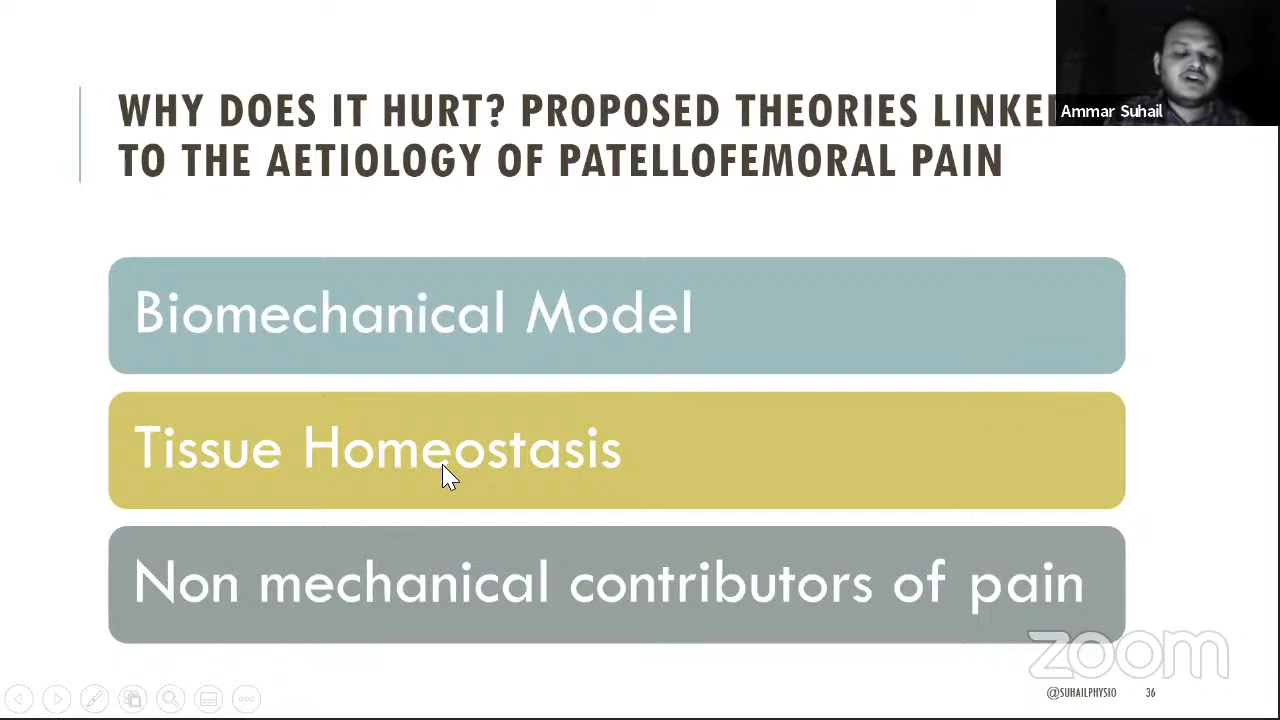 WHY DOES IT HURT? PROPOSED THEORIES LINKE
TO THE AETIOLOGY OF PATELLOFEMORAL PAIN
Ammar Suhail
Biomechanical Model
Tissue Homeostasis
Non mechanical contributors of pain
zoom
@SUHAILPHYSIO
36